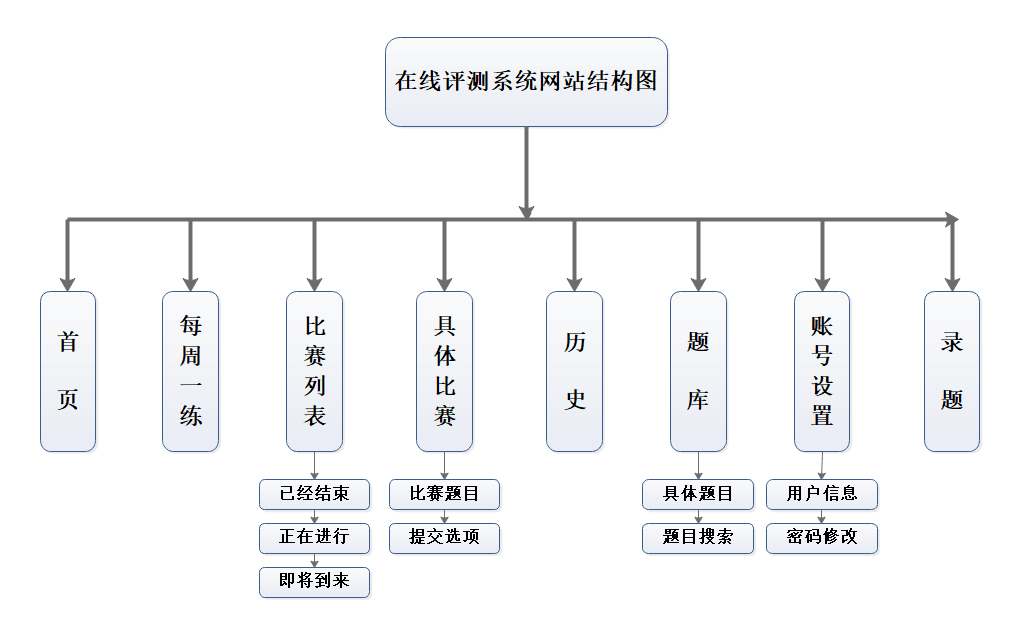 在线评测系统网站结构图
首页
每周一练
比赛列表
具体比赛
历史
题库
账号设置
录题
已经结束
比赛题目
具体题目
用户信息
正在进行
提交选项
题目搜索
密码修改
即将到来